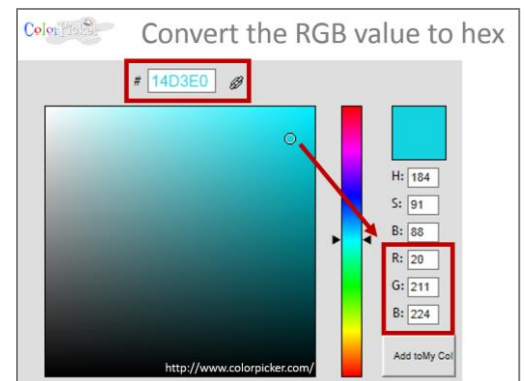 ColorPicker
Convert the RGB value to hex
# 14D3E0
H: 184
S: 91
B: 88
R: 20
G: 211
B: 224
Add toMy Col
http://www.colorpicker.com/